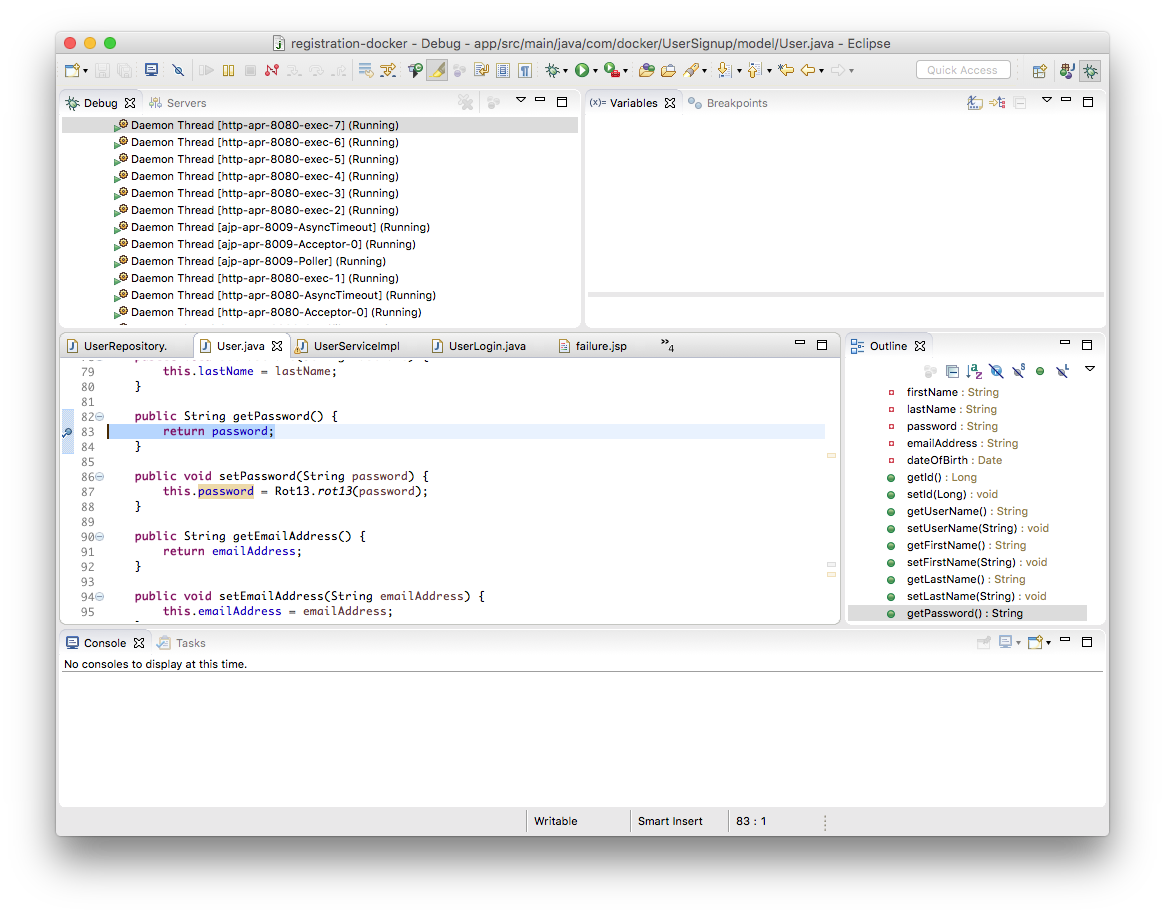 registration-docker - Debug - app/src/main/java/com/docker/UserSignup/model/User.java - Eclipse
Quick Access
Debug Servers
Daemon Thread [http-apr-8080-exec-7] (Running)
Daemon Thread [http-apr-8080-exec-6] (Running)
Daemon Thread [http-apr-8080-exec-5] (Running)
Daemon Thread [http-apr-8080-exec-4] (Running)
Daemon Thread [http-apr-8080-exec-3] (Running)
Daemon Thread [http-apr-8080-exec-2] (Running)
Daemon Thread [ajp-apr-8009-AsyncTimeout] (Running)
Daemon Thread [ajp-apr-8009-Acceptor-0] (Running)
Daemon Thread [ajp-apr-8009-Poller] (Running)
Daemon Thread [http-apr-8080-exec-1] (Running)
Daemon Thread [http-apr-8080-AsyncTimeout] (Running)
Daemon Thread [http-apr-8080-Acceptor-0] (Running)
(x)= Variables Breakpoints
UserRepository. User.java UserServiceImpl UserLogin.java failure.jsp »4
79 this.lastName = lastName;
80 }
81
82 public String getPassword() {
83 return password;
84 }
85
86 public void setPassword(String password) {
87 this.password = Rot13.rot13(password);
88 }
89
90 public String getEmailAddress() {
91 return emailAddress;
92 }
93
94 public void setEmailAddress(String emailAddress) {
95 this.emailAddress = emailAddress;
Outline
firstName : String
lastName : String
password : String
emailAddress : String
dateOfBirth : Date
getId() : Long
setId(Long) : void
getUserName() : String
setUserName(String) : void
getFirstName() : String
setFirstName(String) : void
getLastName() : String
setLastName(String) : void
getPassword() : String
Console Tasks
No consoles to display at this time.
Writable Smart Insert 83 : 1